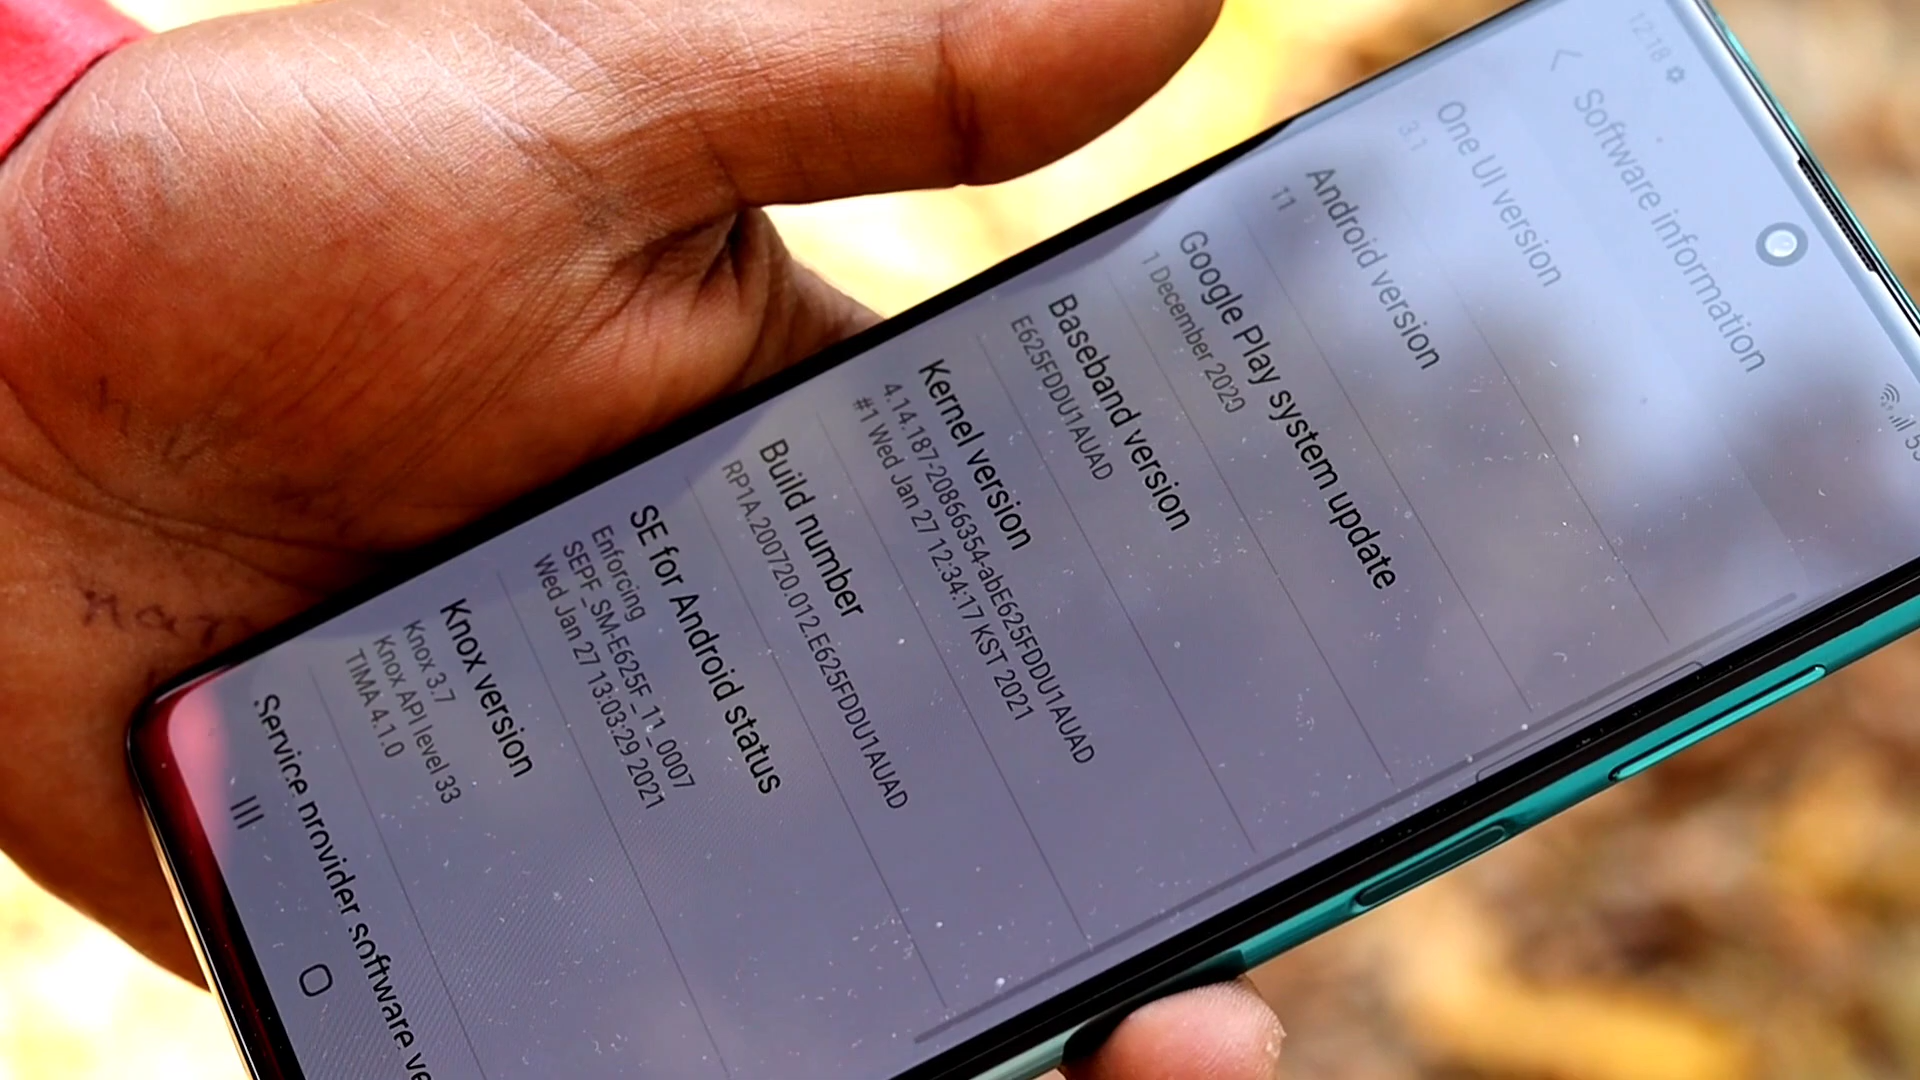 12:18
Software information
One UI version
3.1
Android version
11
Google Play system update
1 December 2020
Baseband version
E625FDDU1AUAD
Kernel version
4.14.187-20866354-abE625FDDU1AUAD
#1 Wed Jan 27 12:34:17 KST 2021
Build number
RP1A.200720.012.E625FDDU1AUAD
SE for Android status
Enforcing
SEPF_SM-E625F_11_0007
Wed Jan 27 13:03:29 2021
Knox version
Knox 3.7
Knox API level 33
TIMA 4.1.0
Service provider software ve